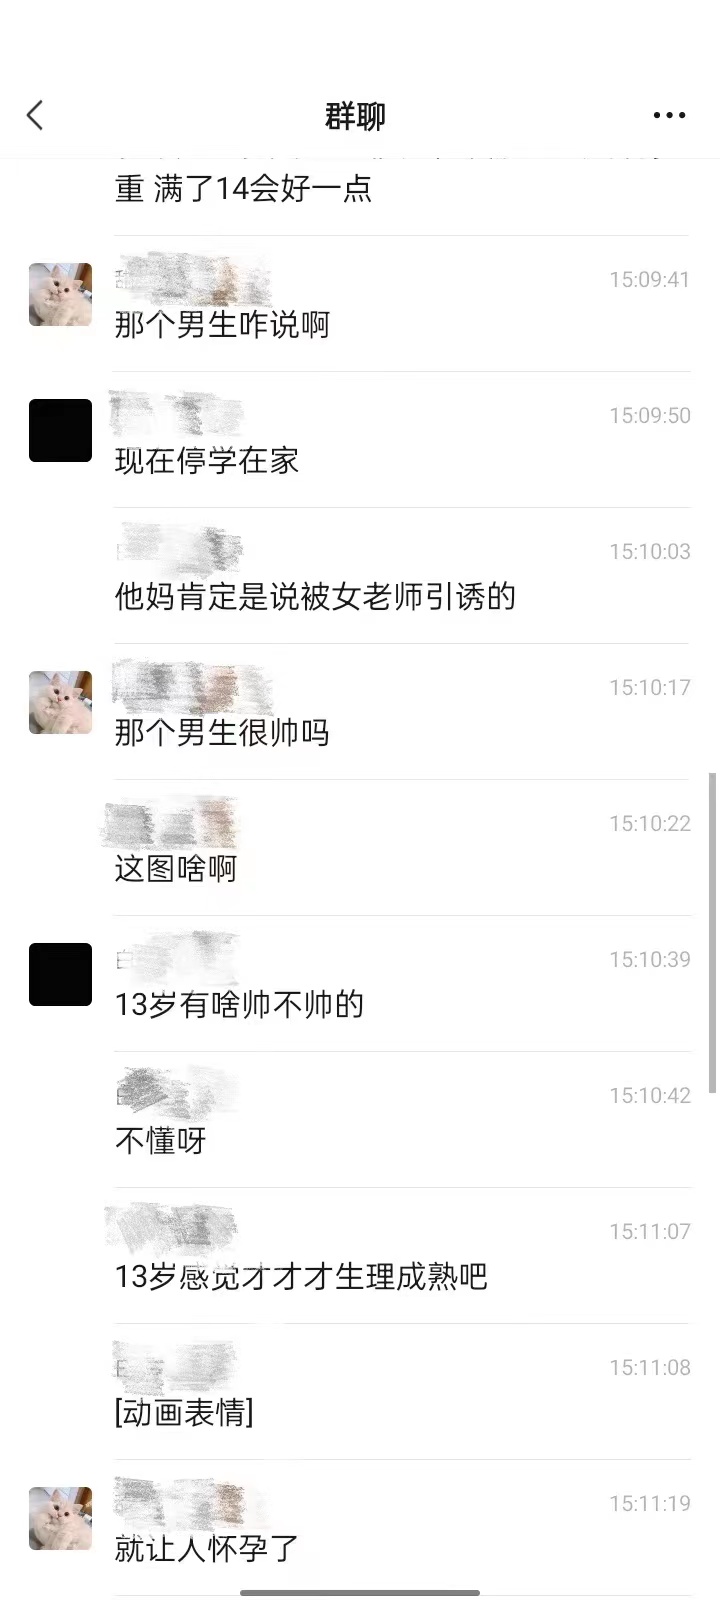 群聊
重 满了14会好一点
15:09:41
那个男生咋说啊
15:09:50
现在停学在家
15:10:03
他妈肯定是说被女老师引诱的
15:10:17
那个男生很帅吗
15:10:22
这图啥啊
15:10:39
13岁有啥帅不帅的
15:10:42
不懂呀
15:11:07
13岁感觉才才才生理成熟吧
15:11:08
[动画表情]
15:11:19
就让人怀孕了